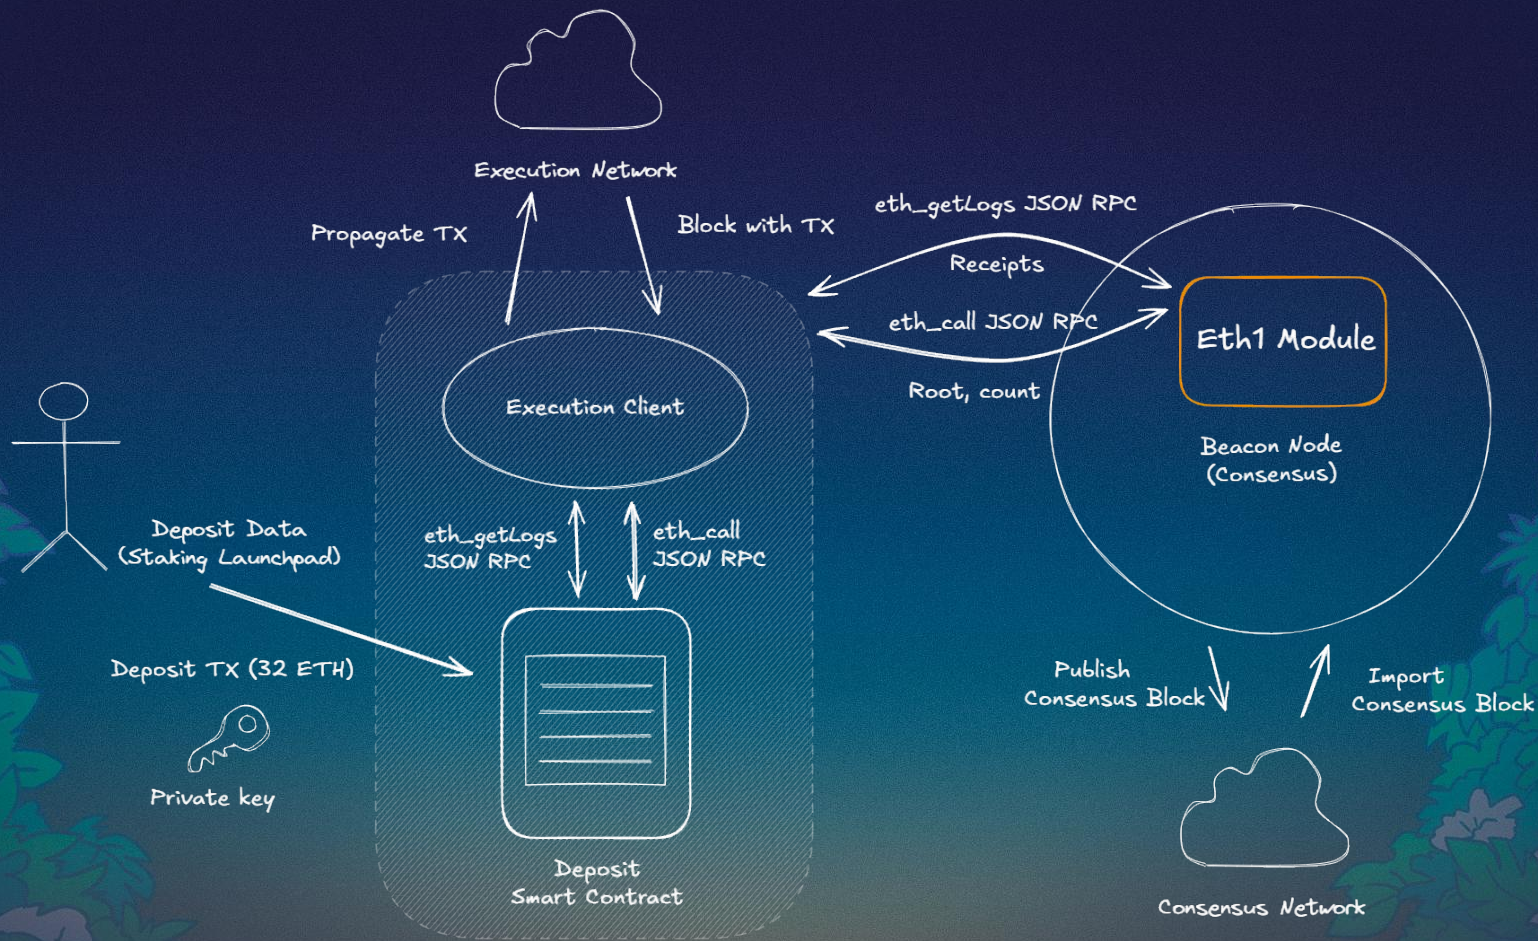 Execution Network
Propagate TX
Block with TX
eth_getLogs JSON RPC
Receipts
eth_call JSON RPC
Root, count
Eth1 Module
Beacon Node
(Consensus)
Execution Client
Deposit Data
(Staking Launchpad)
eth_getLogs
JSON RPC
eth_call
JSON RPC
Deposit TX (32 ETH)
Private key
Deposit
Smart Contract
Publish
Consensus Block
Import
Consensus Block
Consensus Network